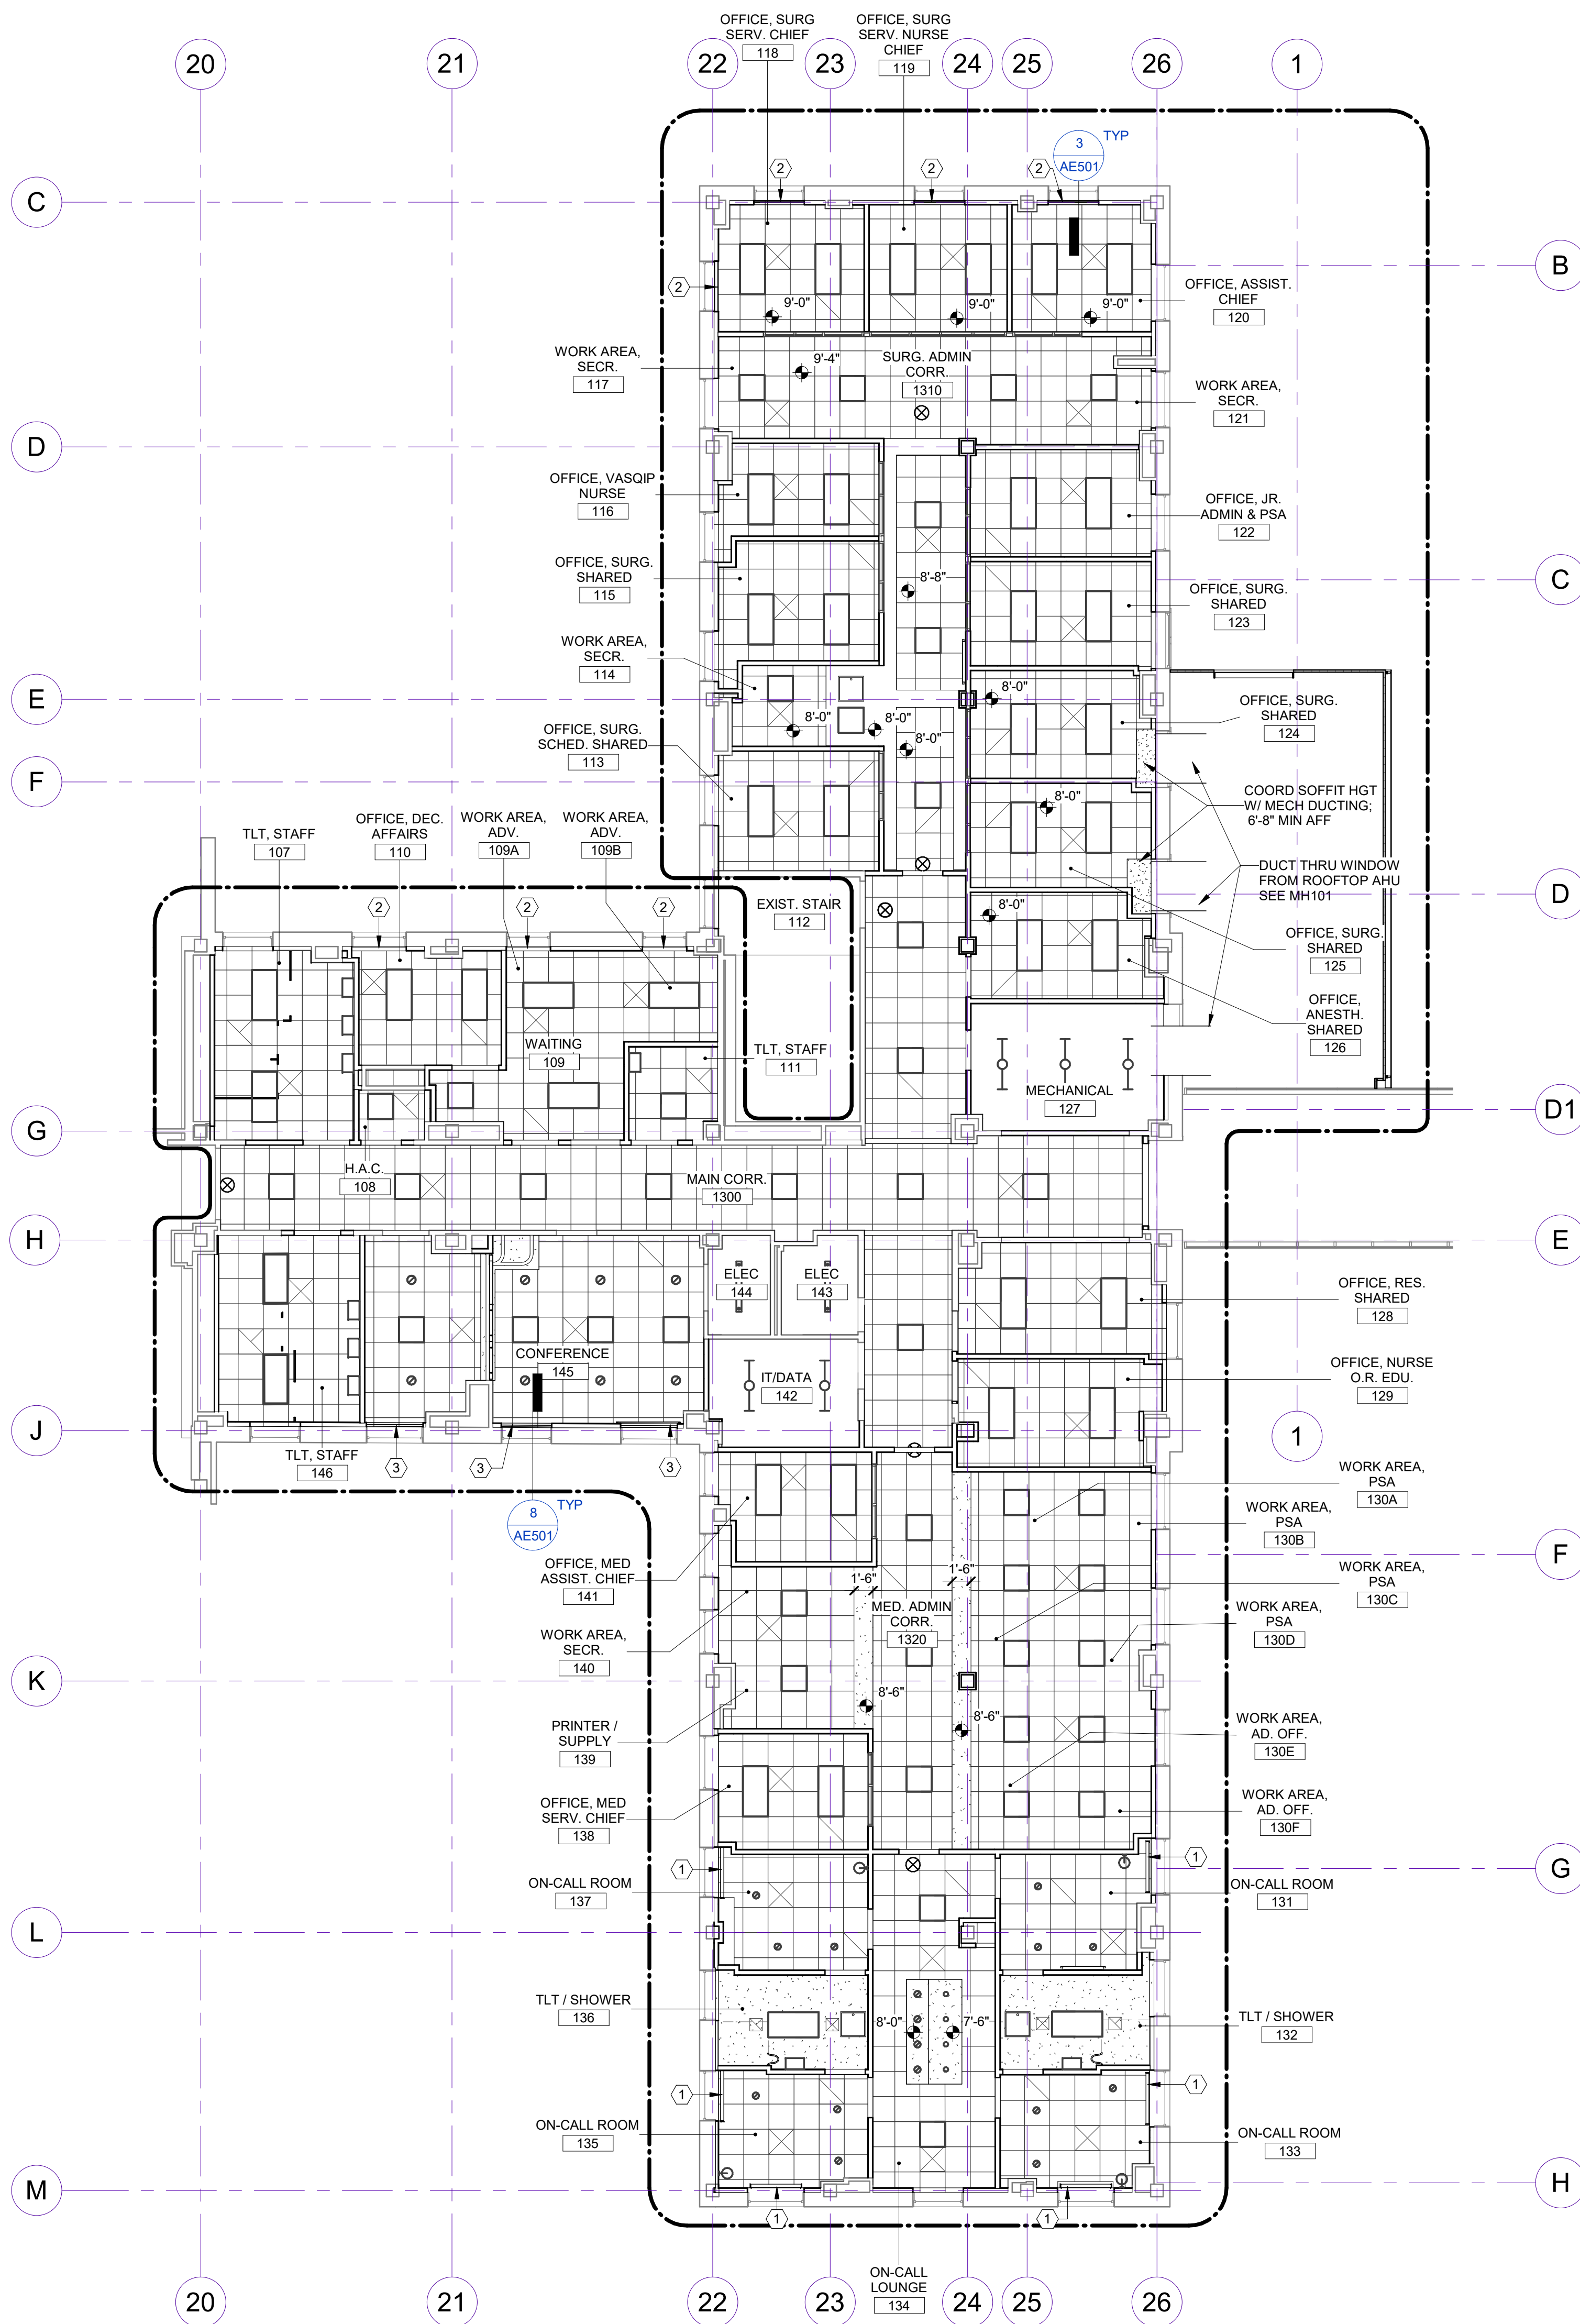 OFFICE, SURG
SERV. CHIEF
118
OFFICE, SURG
SERV. NURSE
CHIEF
119
20
21
22
23
24
25
26
1
3
AE501
TYP
2
2
2
C
B
2
9'-0"
9'-0"
9'-0"
OFFICE, ASSIST.
CHIEF
120
WORK AREA,
SECR.
117
9'-4"
SURG. ADMIN
CORR.
1310
WORK AREA,
SECR.
121
D
OFFICE, VASQIP
NURSE
116
OFFICE, JR.
ADMIN & PSA
122
OFFICE, SURG.
SHARED
115
8'-8"
C
OFFICE, SURG.
SHARED
123
WORK AREA,
SECR.
114
E
8'-0"
8'-0"
8'-0"
8'-0"
OFFICE, SURG.
SHARED
124
OFFICE, SURG.
SCHED. SHARED
113
F
8'-0"
COORD SOFFIT HGT
W/ MECH DUCTING;
6'-8" MIN AFF
TLT, STAFF
107
OFFICE, DEC.
AFFAIRS
110
WORK AREA,
ADV.
109A
WORK AREA,
ADV.
109B
DUCT THRU WINDOW
FROM ROOFTOP AHU
SEE MH101
D
2
2
2
EXIST. STAIR
112
8'-0"
OFFICE, SURG.
SHARED
125
OFFICE,
ANESTH.
SHARED
126
WAITING
109
TLT, STAFF
111
MECHANICAL
127
D1
G
H.A.C.
108
MAIN CORR.
1300
H
E
ELEC
144
ELEC
143
OFFICE, RES.
SHARED
128
CONFERENCE
145
IT/DATA
142
OFFICE, NURSE
O.R. EDU.
129
J
1
TLT, STAFF
146
3
3
3
WORK AREA,
PSA
130A
8
AE501
TYP
WORK AREA,
PSA
130B
F
OFFICE, MED
ASSIST. CHIEF
141
1'-6"
1'-6"
WORK AREA,
PSA
130C
MED. ADMIN
CORR.
1320
WORK AREA,
PSA
130D
WORK AREA,
SECR.
140
K
8'-6"
8'-6"
PRINTER /
SUPPLY
139
WORK AREA,
AD. OFF.
130E
OFFICE, MED
SERV. CHIEF
138
WORK AREA,
AD. OFF.
130F
1
1
G
ON-CALL ROOM
137
ON-CALL ROOM
131
L
TLT / SHOWER
136
8'-0"
7'-6"
TLT / SHOWER
132
1
1
ON-CALL ROOM
135
ON-CALL ROOM
133
M
H
1
1
ON-CALL
LOUNGE
134
20
21
22
23
24
25
26